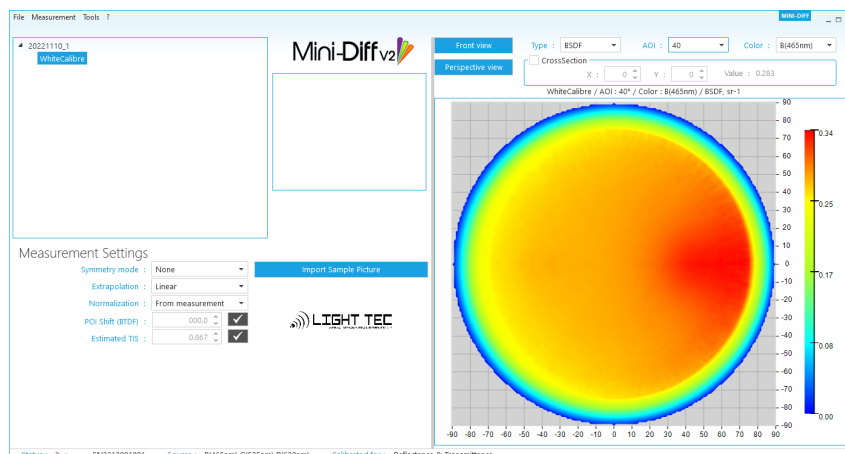 File Measurement Tools ?
MINI-DIFF
20221110_1
WhiteCalibre
Mini-Diff V2
Front view
Perspective view
Type : BSDF
AOI : 40
Color : B(465nm)
CrossSection
X : 0 Y : 0 Value : 0.283
WhiteCalibre / AOI : 40° / Color : B(465nm) / BSDF, sr-1
Measurement Settings
Symmetry mode : None
Extrapolation : Linear
Normalization : From measurement
POI Shift (BTDF) : 000.0
Estimated TIS : 0.867
Import Sample Picture
LIGHT TEC
90
80
70
60
50
40
30
20
10
0
-10
-20
-30
-40
-50
-60
-70
-80
-90
-90 -80 -70 -60 -50 -40 -30 -20 -10 0 10 20 30 40 50 60 70 80 90
0.34
0.25
0.17
0.08
0.00